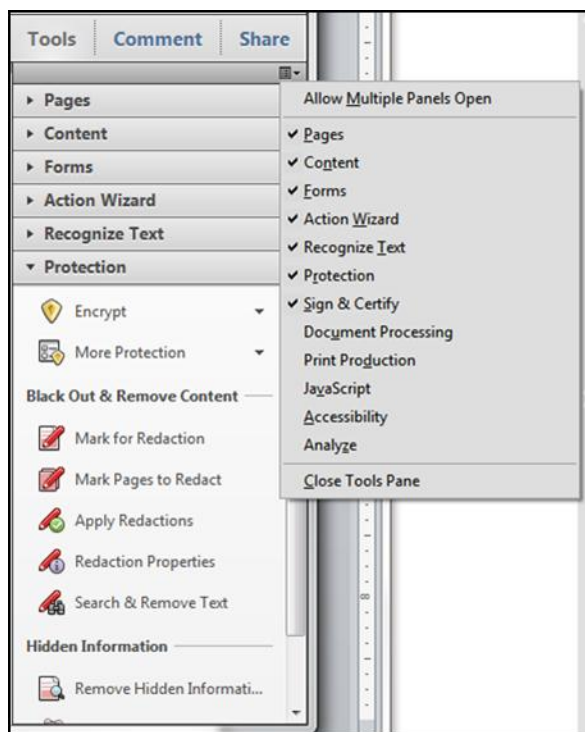 Tools Comment Share
Pages
Content
Forms
Action Wizard
Recognize Text
Protection
Encrypt
More Protection
Black Out & Remove Content
Mark for Redaction
Mark Pages to Redact
Apply Redactions
Redaction Properties
Search & Remove Text
Hidden Information
Remove Hidden Informati...
Allow Multiple Panels Open
Pages
Content
Forms
Action Wizard
Recognize Text
Protection
Sign & Certify
Document Processing
Print Production
JavaScript
Accessibility
Analyze
Close Tools Pane
8